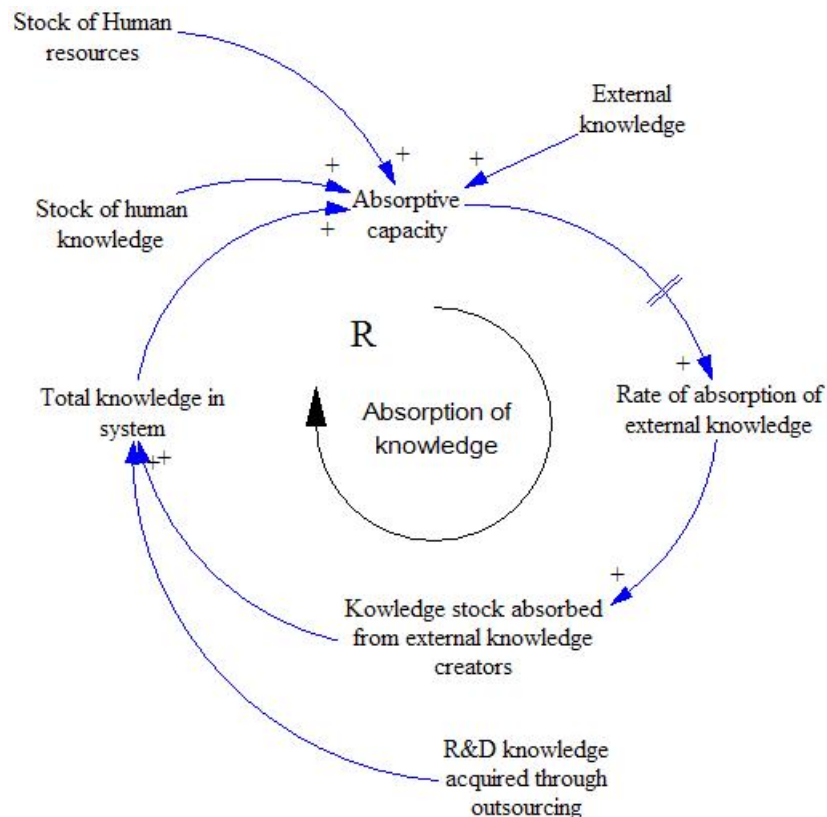 Stock of Human
resources
External
knowledge
+
+
+
Stock of human
knowledge
Absorptive
capacity
+
R
+
Total knowledge in
system
Absorption of
knowledge
Rate of absorption of
external knowledge
++
+
Kowledge stock absorbed
from external knowledge
creators
R&D knowledge
acquired through
outsourcing